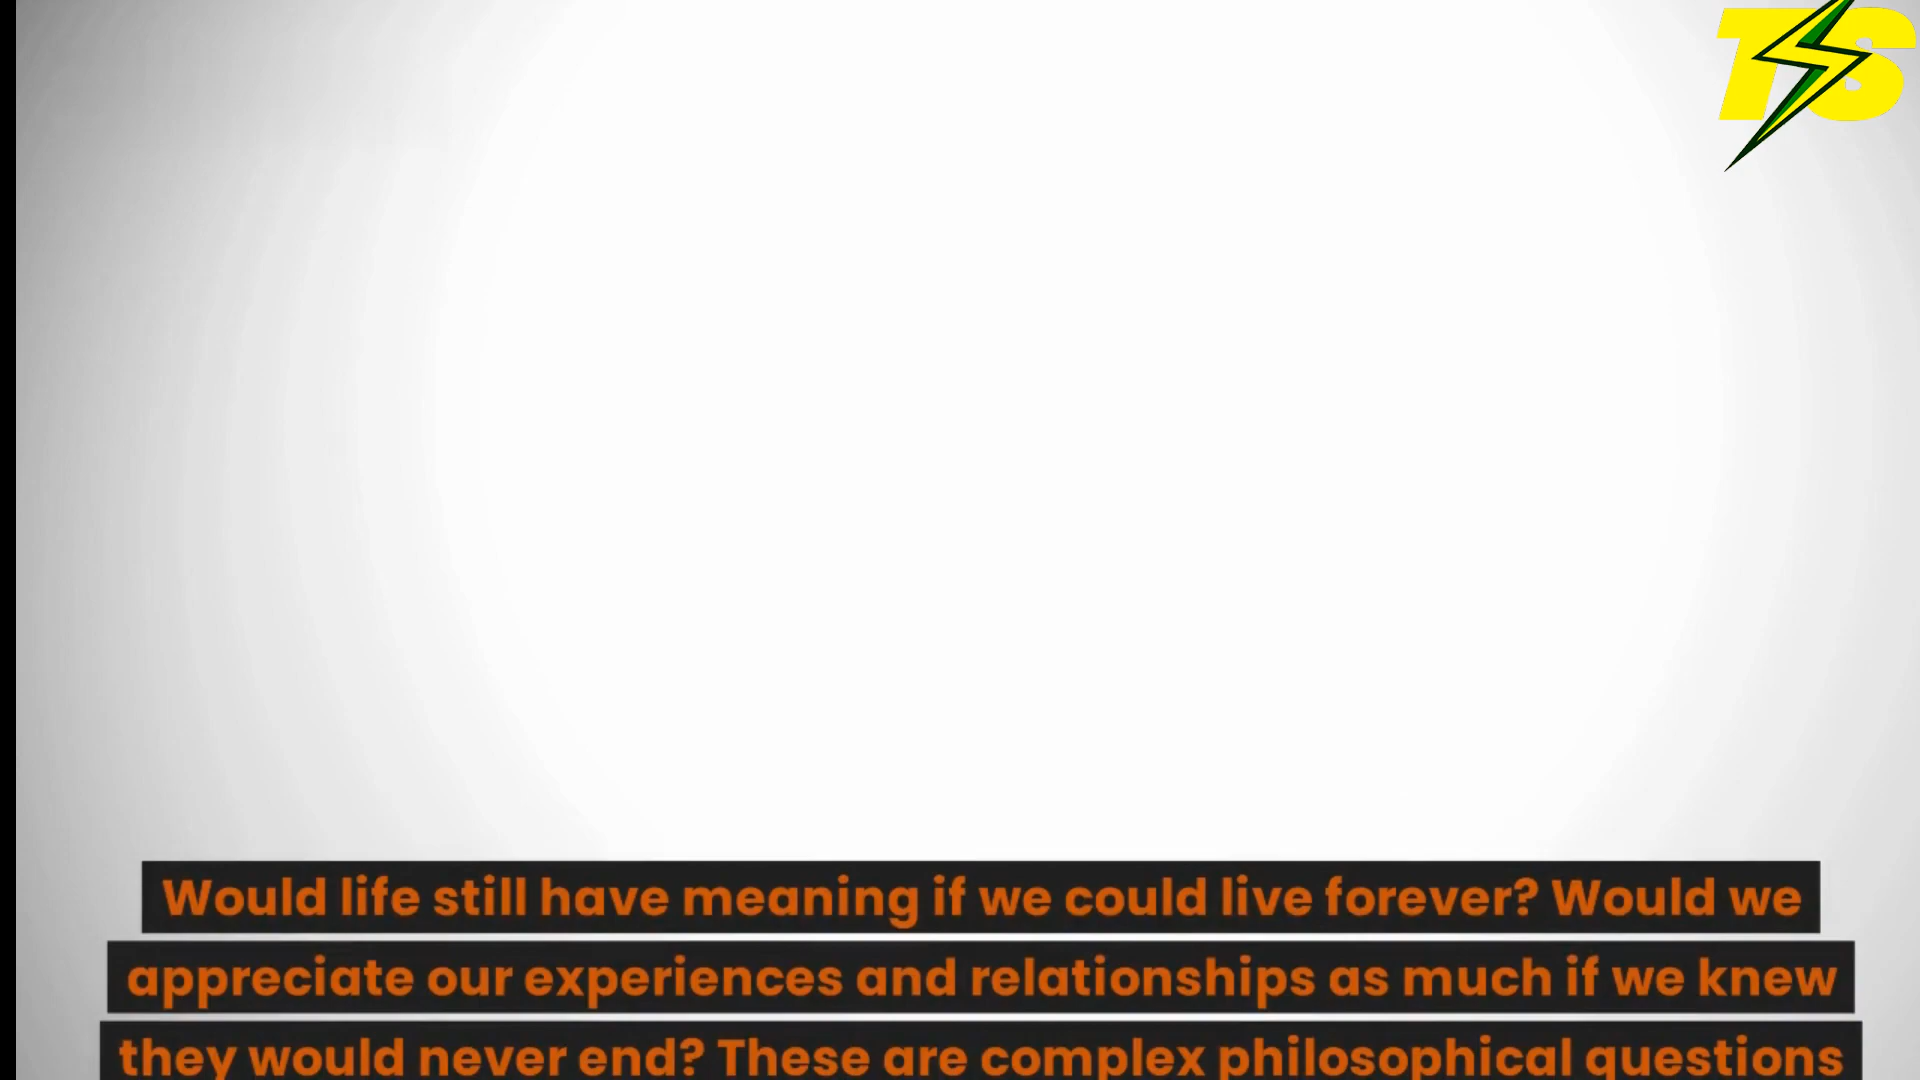 TS
Would life still have meaning if we could live forever? Would we
appreciate our experiences and relationships as much if we knew
they would never end? These are complex philosophical questions